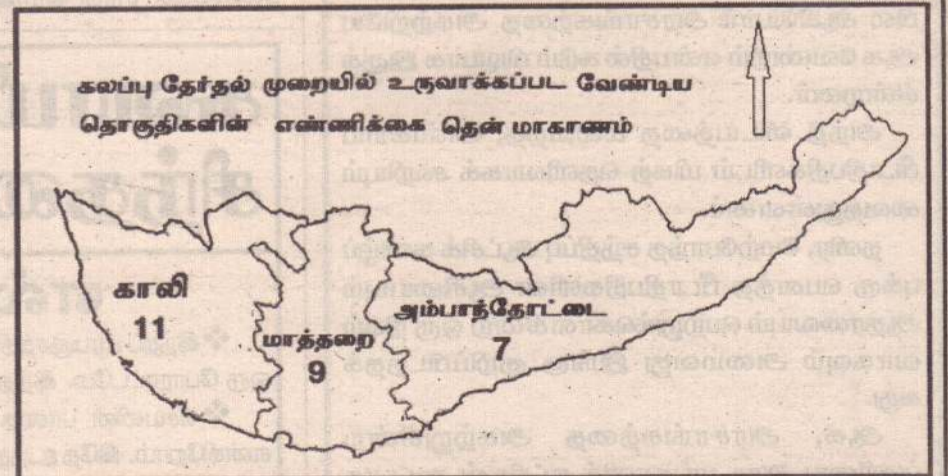 கலப்பு தேர்தல் முறையில் உருவாக்கப்பட வேண்டிய
தொகுதிகளின் எண்ணிக்கை தென் மாகாணம்
காலி
11
மாத்தறை
9
அம்பாந்தோட்டை
7